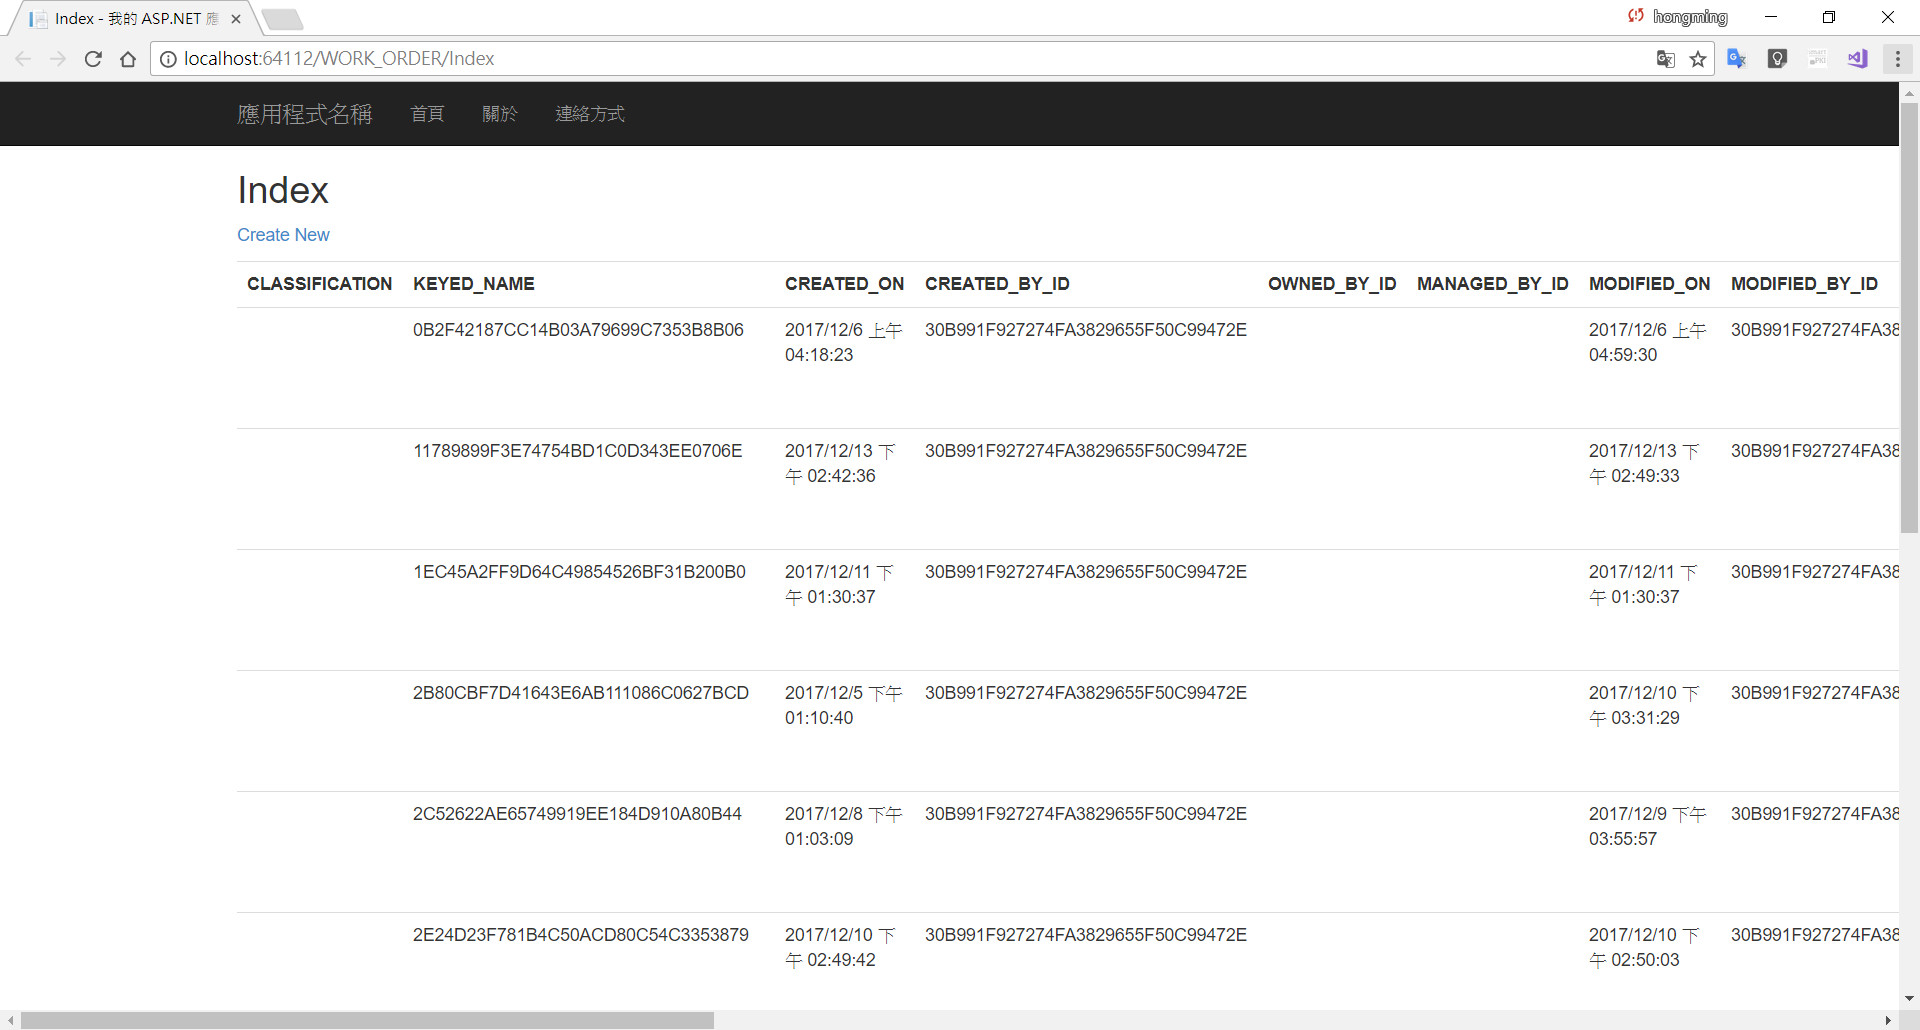 Index - 我的 ASP.NET 應
hongming
localhost:64112/WORK_ORDER/Index
應用程式名稱 首頁 關於 連絡方式
Index
Create New
CLASSIFICATION KEYED_NAME CREATED_ON CREATED_BY_ID OWNED_BY_ID MANAGED_BY_ID MODIFIED_ON MODIFIED_BY_ID
0B2F42187CC14B03A79699C7353B8B06 2017/12/6 上午 30B991F927274FA3829655F50C99472E 2017/12/6 上午 30B991F927274FA38
04:18:23 04:59:30
11789899F3E74754BD1C0D343EE0706E 2017/12/13 下 30B991F927274FA3829655F50C99472E 2017/12/13 下 30B991F927274FA38
午 02:42:36 午 02:49:33
1EC45A2FF9D64C49854526BF31B200B0 2017/12/11 下 30B991F927274FA3829655F50C99472E 2017/12/11 下 30B991F927274FA38
午 01:30:37 午 01:30:37
2B80CBF7D41643E6AB111086C0627BCD 2017/12/5 下午 30B991F927274FA3829655F50C99472E 2017/12/10 下 30B991F927274FA38
01:10:40 午 03:31:29
2C52622AE65749919EE184D910A80B44 2017/12/8 下午 30B991F927274FA3829655F50C99472E 2017/12/9 下午 30B991F927274FA38
01:03:09 03:55:57
2E24D23F781B4C50ACD80C54C3353879 2017/12/10 下 30B991F927274FA3829655F50C99472E 2017/12/10 下 30B991F927274FA38
午 02:49:42 午 02:50:03